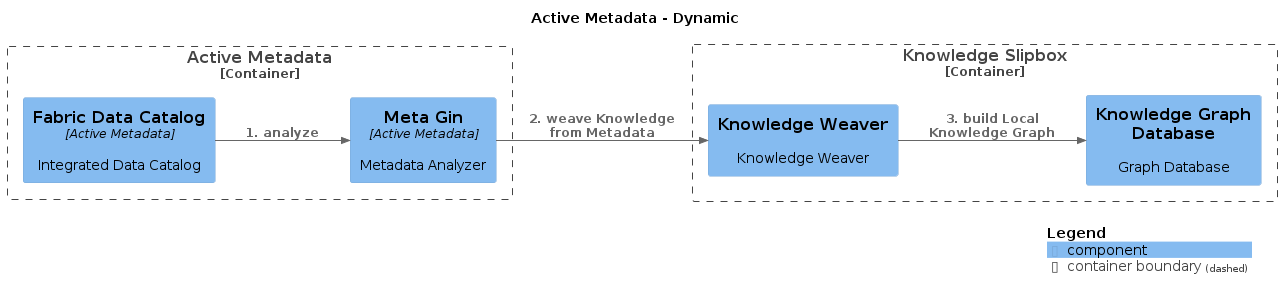 Active Metadata - Dynamic
Active Metadata
[Container]
Fabric Data Catalog
[Active Metadata]
Integrated Data Catalog
1. analyze
Meta Gin
[Active Metadata]
Metadata Analyzer
2. weave Knowledge
from Metadata
Knowledge Slipbox
[Container]
Knowledge Weaver
Knowledge Weaver
3. build Local
Knowledge Graph
Knowledge Graph
Database
Graph Database
Legend
component
container boundary (dashed)